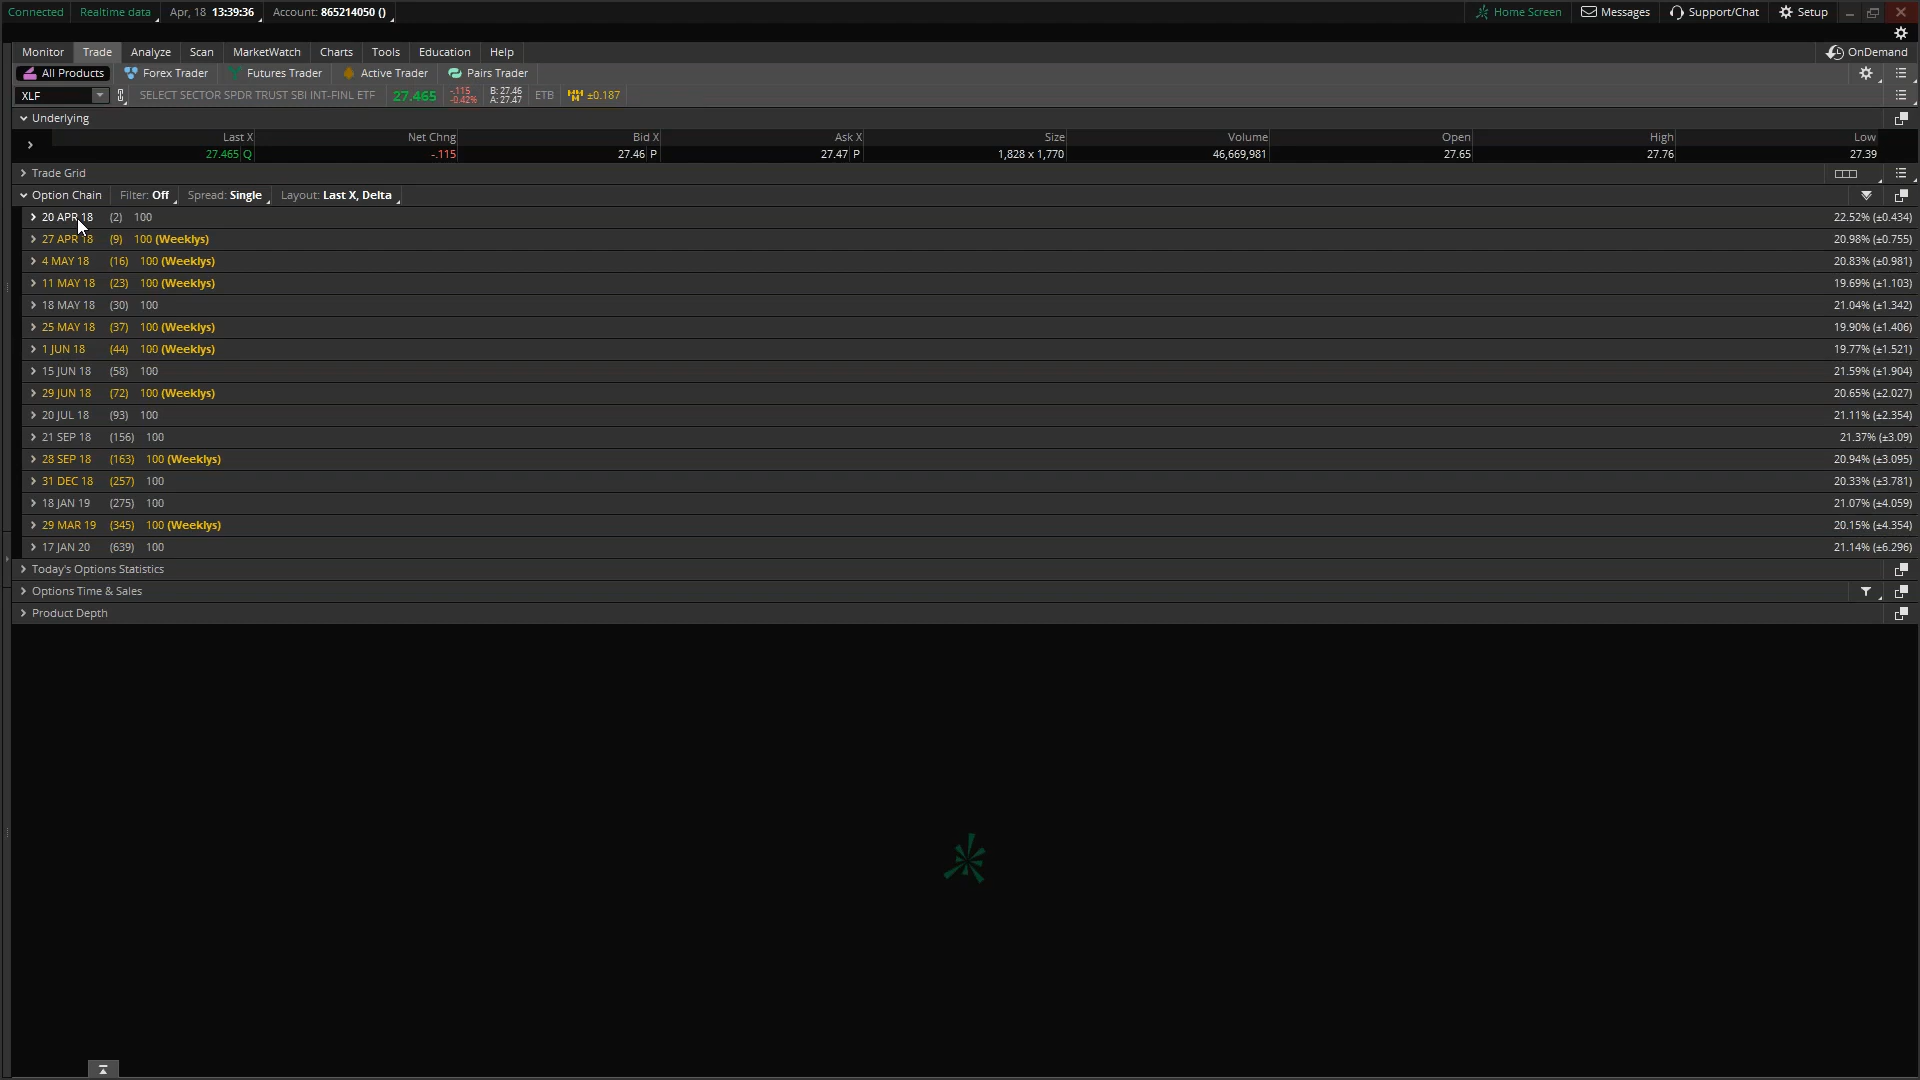 Connected Realtime data Apr, 18 13:39:36 Account: 865214050 () Home Screen Messages Support/Chat Setup
Monitor Trade Analyze Scan MarketWatch Charts Tools Education Help OnDemand
All Products Forex Trader Futures Trader Active Trader Pairs Trader
XLF SELECT SECTOR SPDR TRUST SBI INT-FINL ETF 27.465 -.115 -0.42% B: 27.46 A: 27.47 ETB ±0.187
Underlying
Last X Net Chng Bid X Ask X Size Volume Open High Low
27.465 Q -.115 27.46 P 27.47 P 1,828 x 1,770 46,669,981 27.65 27.76 27.39
Trade Grid
Option Chain Filter: Off Spread: Single Layout: Last X, Delta
20 APR 18 (2) 100 22.52% (±0.434)
27 APR 18 (9) 100 (Weeklys) 20.98% (±0.755)
4 MAY 18 (16) 100 (Weeklys) 20.83% (±0.981)
11 MAY 18 (23) 100 (Weeklys) 19.69% (±1.103)
18 MAY 18 (30) 100 21.04% (±1.342)
25 MAY 18 (37) 100 (Weeklys) 19.90% (±1.406)
1 JUN 18 (44) 100 (Weeklys) 19.77% (±1.521)
15 JUN 18 (58) 100 21.59% (±1.904)
29 JUN 18 (72) 100 (Weeklys) 20.65% (±2.027)
20 JUL 18 (93) 100 21.11% (±2.354)
21 SEP 18 (156) 100 21.37% (±3.09)
28 SEP 18 (163) 100 (Weeklys) 20.94% (±3.095)
31 DEC 18 (257) 100 20.33% (±3.781)
18 JAN 19 (275) 100 21.07% (±4.059)
29 MAR 19 (345) 100 (Weeklys) 20.15% (±4.354)
17 JAN 20 (639) 100 21.14% (±6.296)
Today's Options Statistics
Options Time & Sales
Product Depth